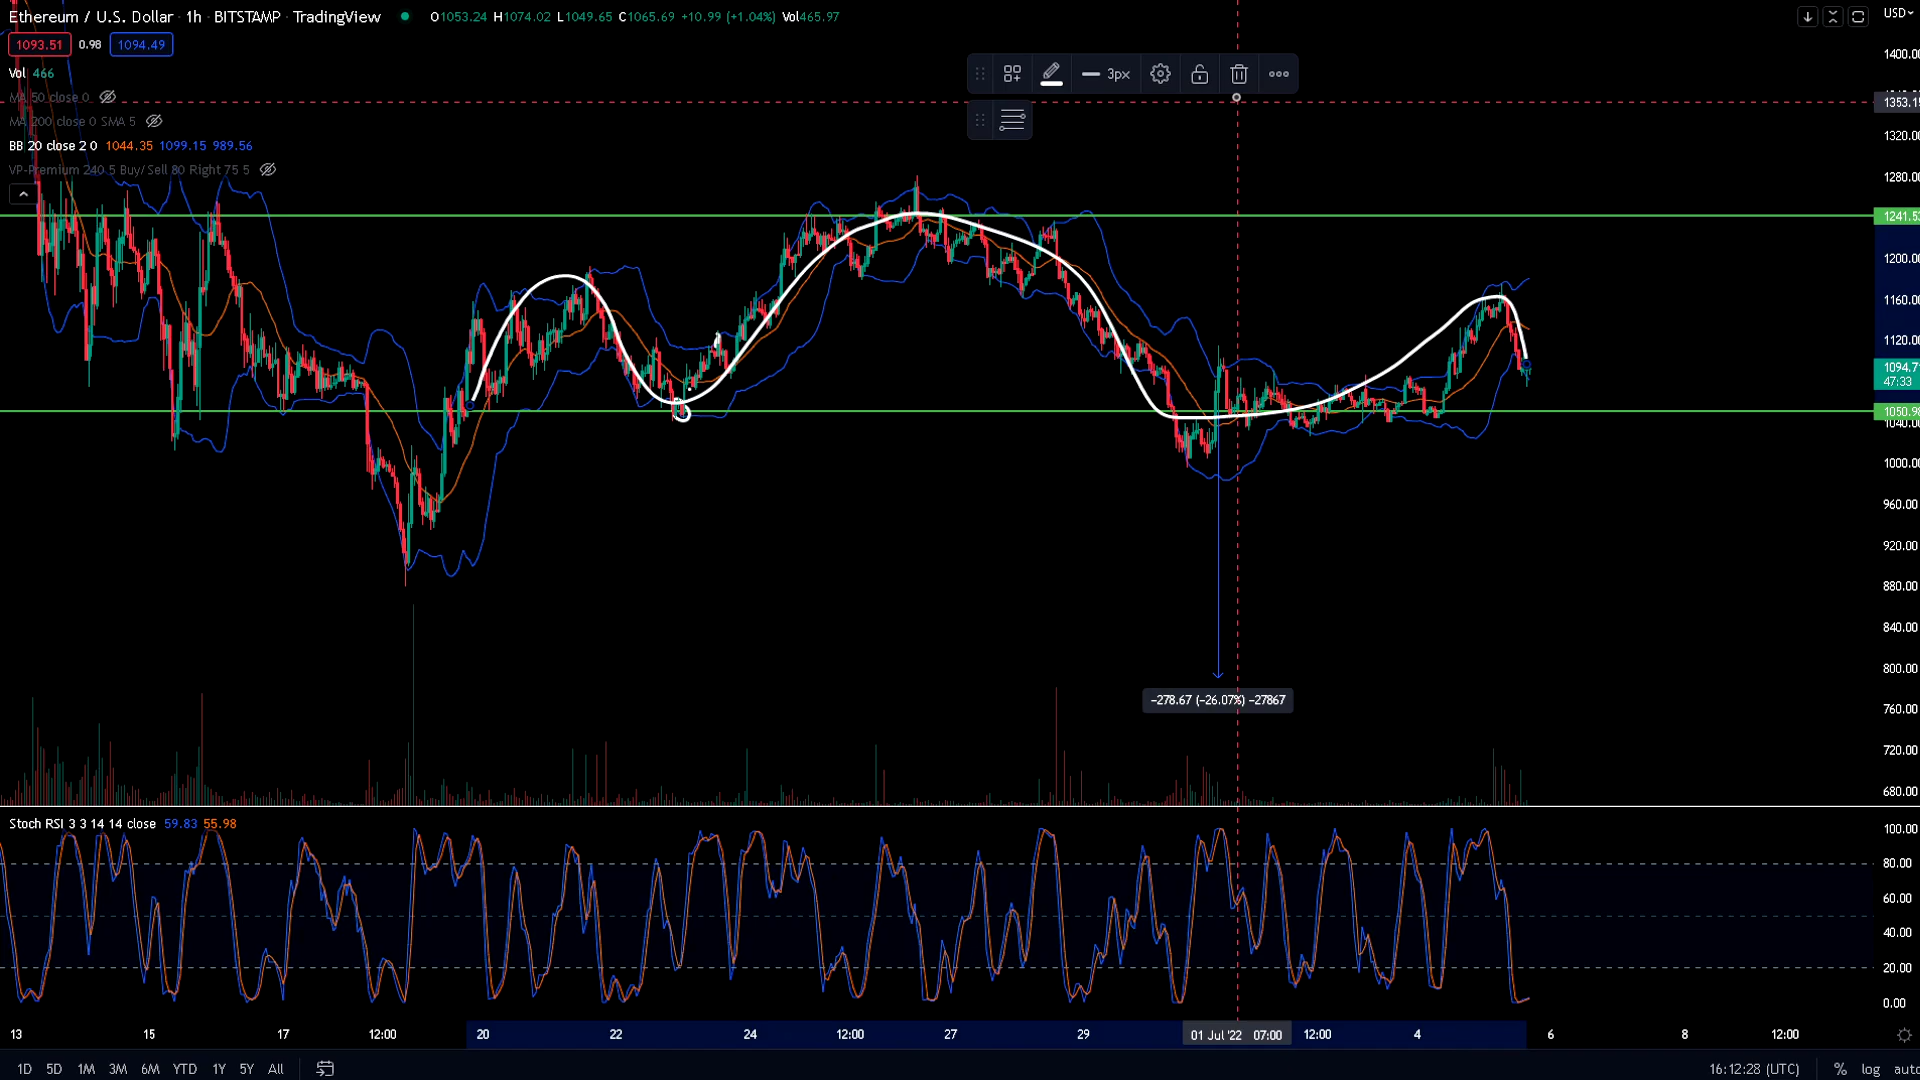 Ethereum / U.S. Dollar · 1h · BITSTAMP · TradingView O1053.24 H1074.02 L1049.65 C1065.69 +10.99 (+1.04%) Vol465.97
USD
1093.51 0.98 1094.49
Vol 466
MA 50 close 0
MA 200 close 0 SMA 5
BB 20 close 2 0 1044.35 1099.15 989.56
VP-Premium 240 5 Buy/Sell 80 Right 75 5
3px
1400.00
1353.15
1320.00
1280.00
1241.53
1200.00
1160.00
1120.00
1094.7
47:33
1050.98
1040.00
1000.00
960.00
920.00
880.00
840.00
800.00
760.00
720.00
680.00
-278.67 (-26.07%) -27867
Stoch RSI 3 3 14 14 close 59.83 55.98
100.00
80.00
60.00
40.00
20.00
0.00
13 15 17 12:00 20 22 24 12:00 27 29 01 Jul '22 07:00 12:00 4 6 8 12:00
1D 5D 1M 3M 6M YTD 1Y 5Y All 16:12:28 (UTC) % log auto